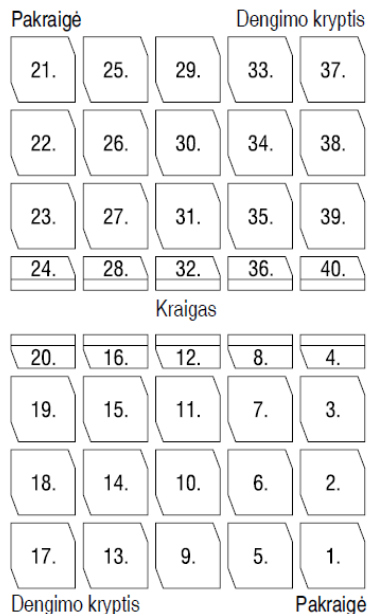 Pakraigė Dengimo kryptis
21. 25. 29. 33. 37.
22. 26. 30. 34. 38.
23. 27. 31. 35. 39.
24. 28. 32. 36. 40.
Kraigas
20. 16. 12. 8. 4.
19. 15. 11. 7. 3.
18. 14. 10. 6. 2.
17. 13. 9. 5. 1.
Dengimo kryptis Pakraigė